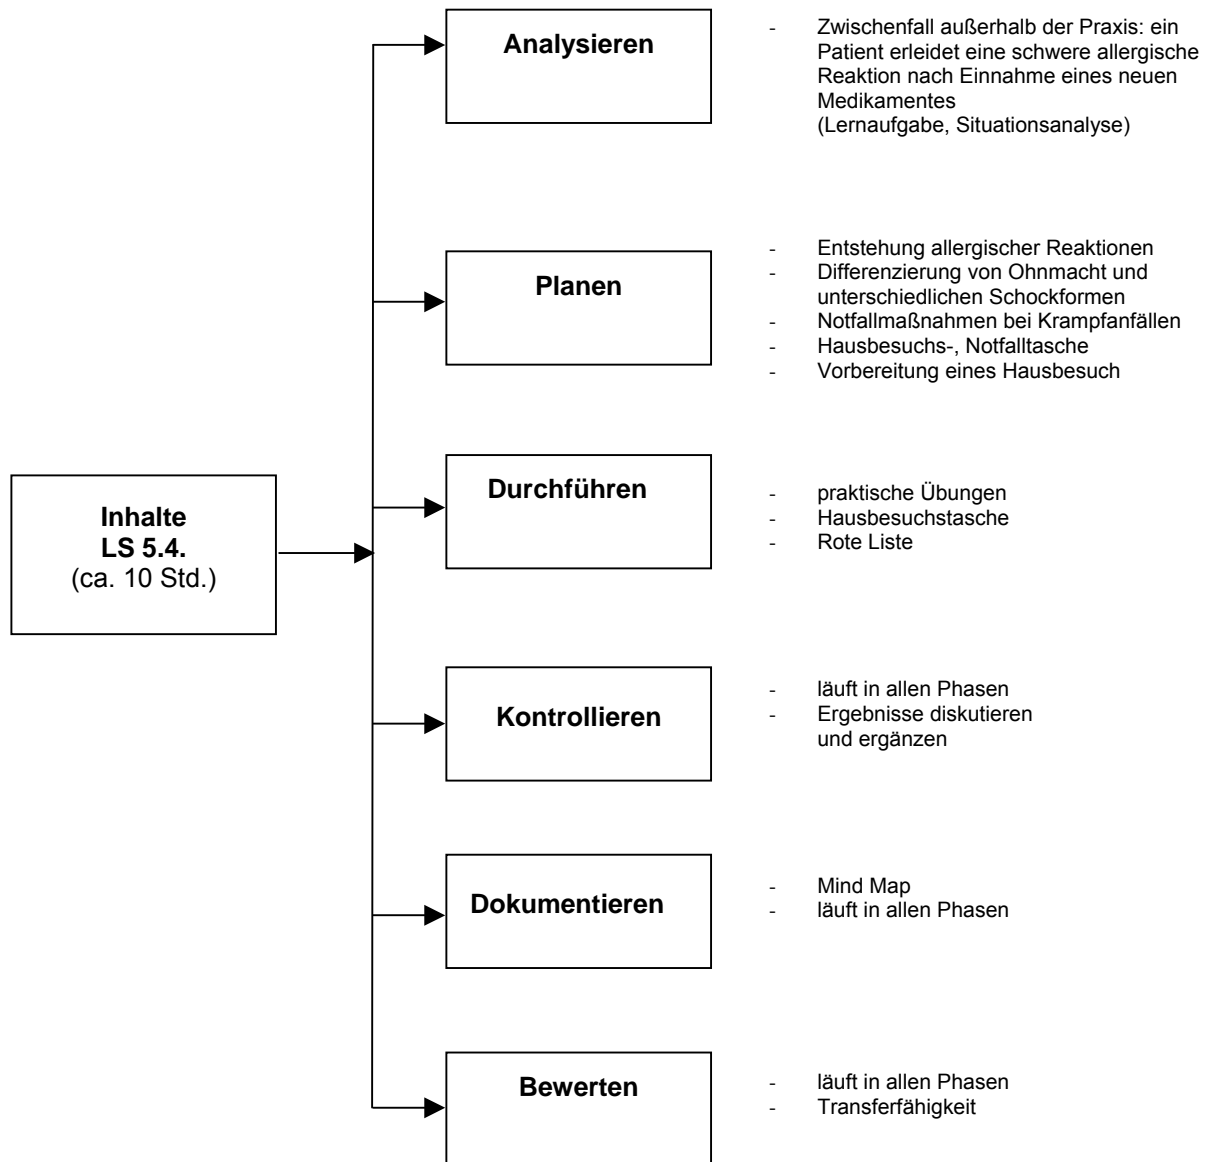 Analysieren
- Zwischenfall außerhalb der Praxis: ein
Patient erleidet eine schwere allergische
Reaktion nach Einnahme eines neuen
Medikamentes
(Lernaufgabe, Situationsanalyse)
Planen
- Entstehung allergischer Reaktionen
- Differenzierung von Ohnmacht und
unterschiedlichen Schockformen
- Notfallmaßnahmen bei Krampfanfällen
- Hausbesuchs-, Notfalltasche
- Vorbereitung eines Hausbesuch
Inhalte
LS 5.4.
(ca. 10 Std.)
Durchführen
- praktische Übungen
- Hausbesuchstasche
- Rote Liste
Kontrollieren
- läuft in allen Phasen
- Ergebnisse diskutieren
und ergänzen
Dokumentieren
- Mind Map
- läuft in allen Phasen
Bewerten
- läuft in allen Phasen
- Transferfähigkeit